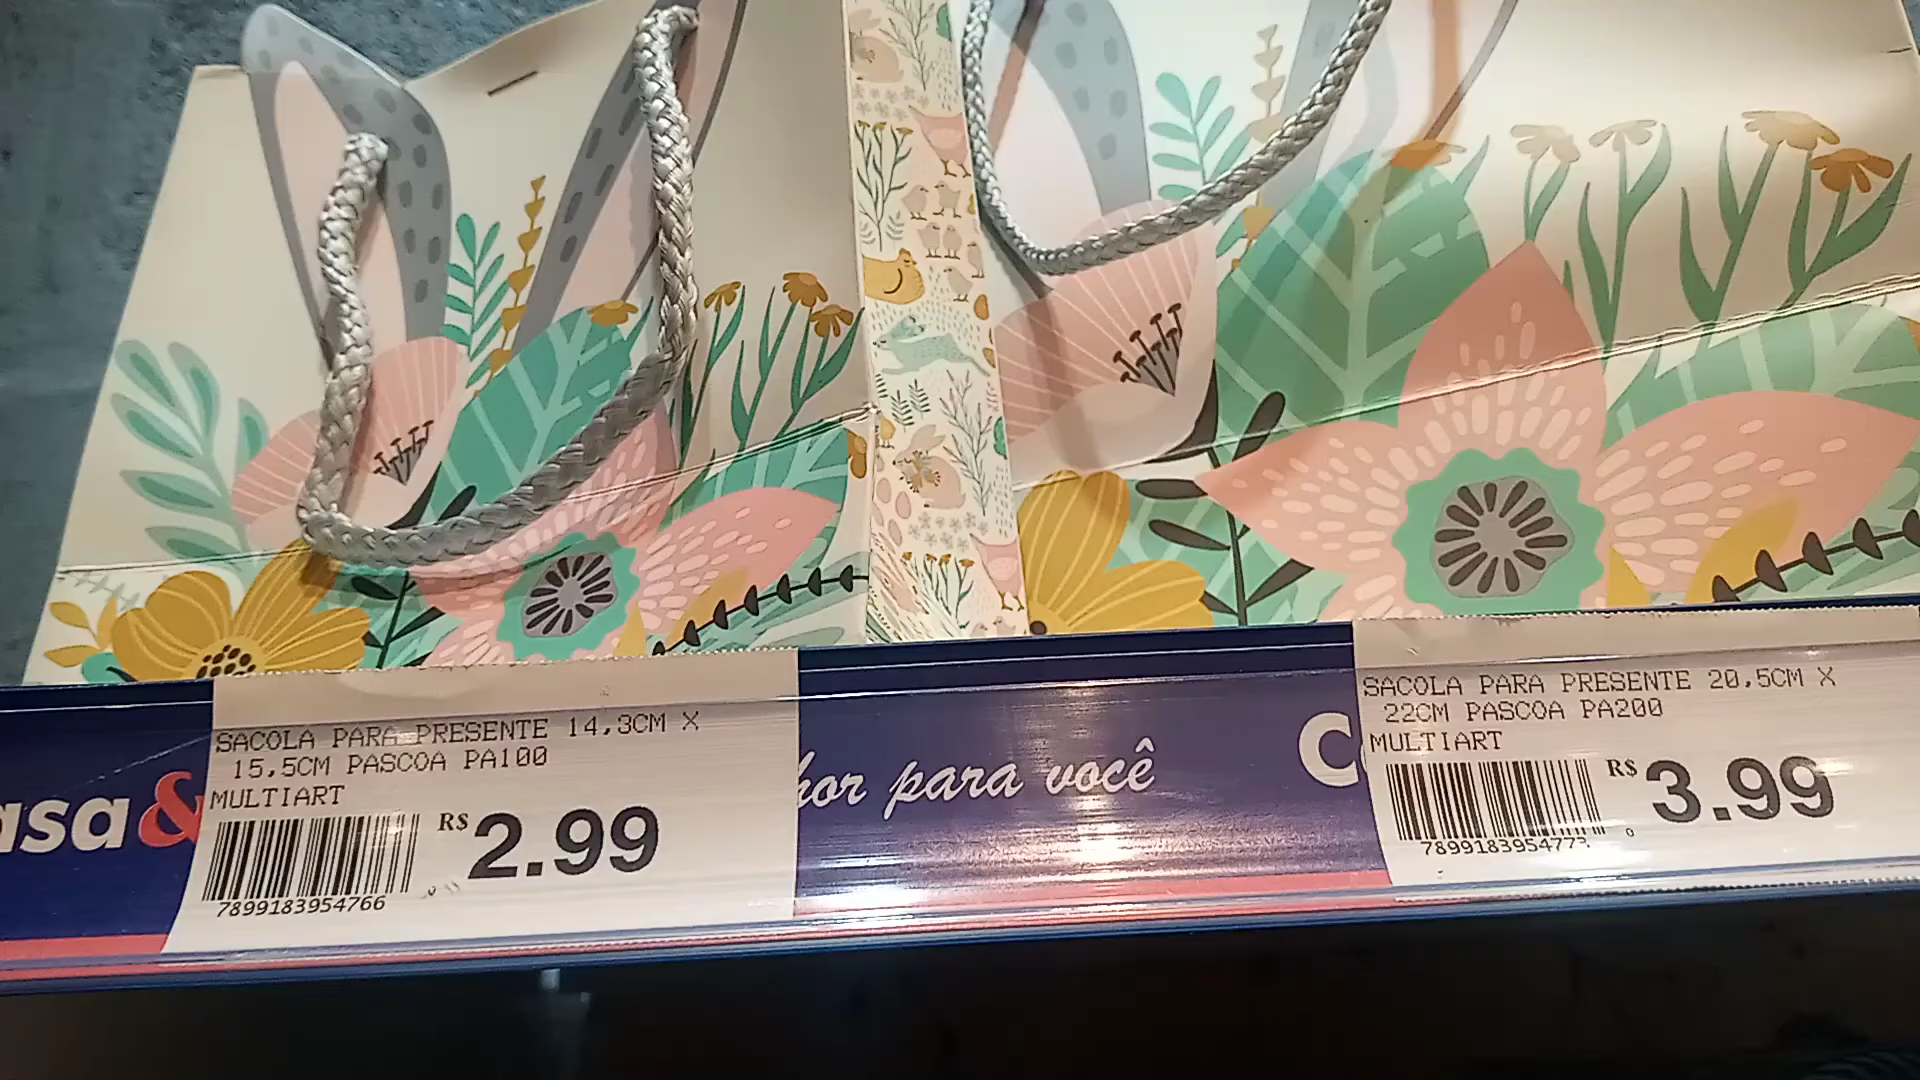 SACOLA PARA PRESENTE 14,3CM X
15,5CM PASCOA PA100
MULTIART
R$ 2.99
7899183954766
asa&
para você
SACOLA PARA PRESENTE 20,5CM X
22CM PASCOA PA200
MULTIART
R$ 3.99
7899183954773